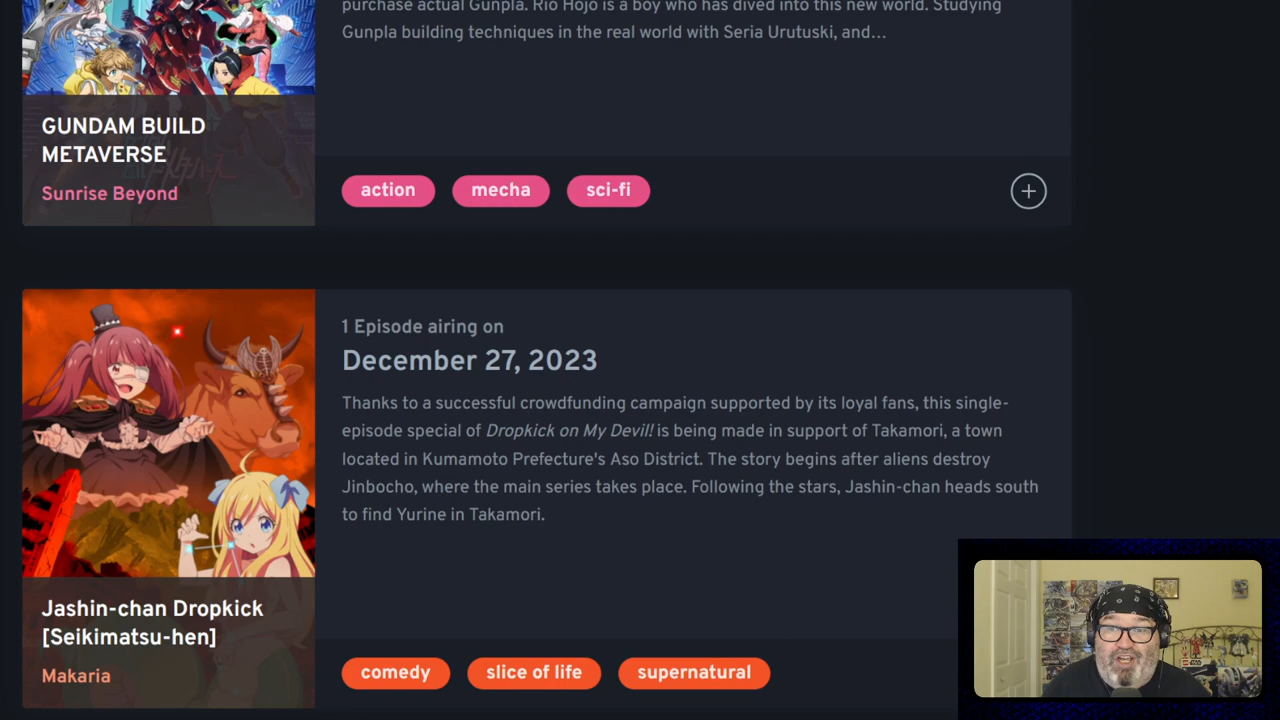 purchase actual Gunpla. Rio Hojo is a boy who has dived into this new world. Studying
Gunpla building techniques in the real world with Seria Urutuski, and…
GUNDAM BUILD
METAVERSE
Sunrise Beyond
action
mecha
sci-fi
1 Episode airing on
December 27, 2023
Thanks to a successful crowdfunding campaign supported by its loyal fans, this single-
episode special of Dropkick on My Devil! is being made in support of Takamori, a town
located in Kumamoto Prefecture's Aso District. The story begins after aliens destroy
Jinbocho, where the main series takes place. Following the stars, Jashin-chan heads south
to find Yurine in Takamori.
Jashin-chan Dropkick
[Seikimatsu-hen]
Makaria
comedy
slice of life
supernatural